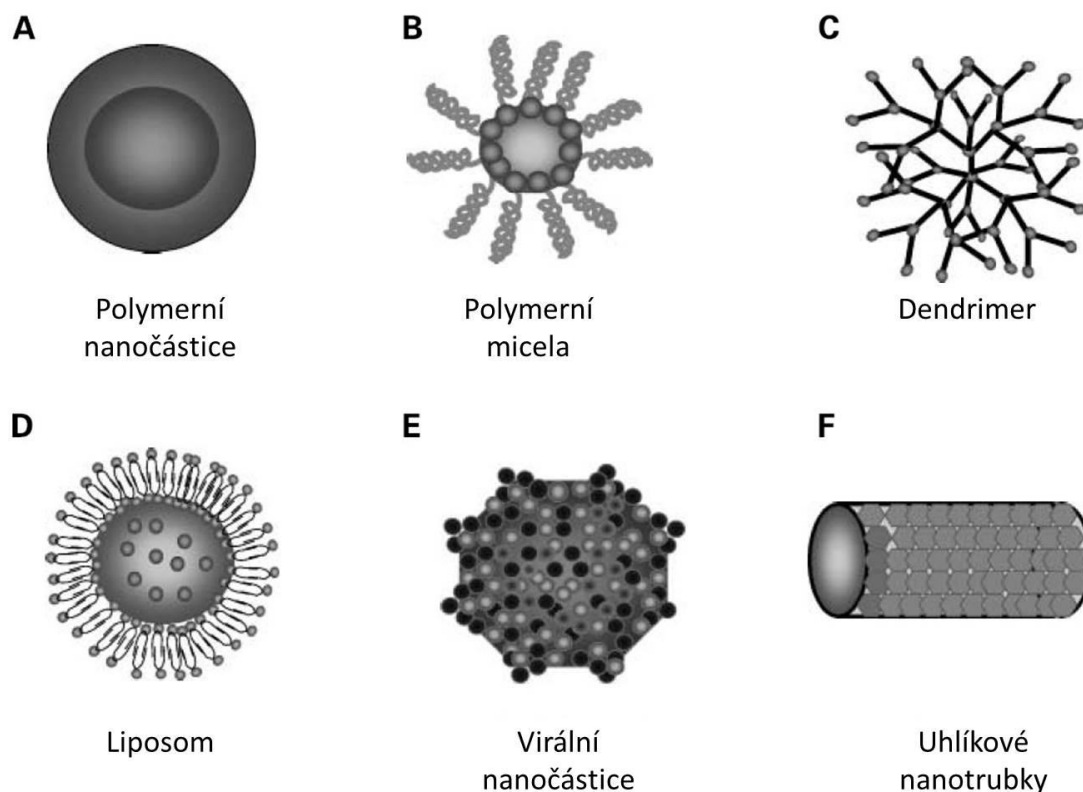 A
B
C
Polymerní
nanočástice
Polymerní
micela
Dendrimer
D
E
F
Liposom
Virální
nanočástice
Uhlíkové
nanotrubky